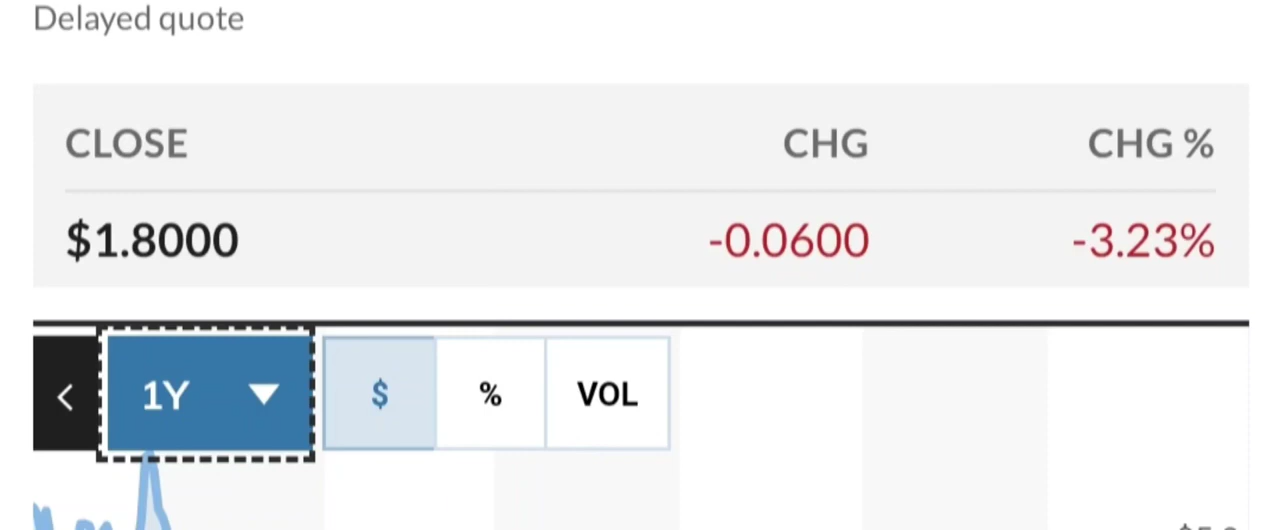 Delayed quote
CLOSE CHG CHG %
$1.8000 -0.0600 -3.23%
1Y $ % VOL